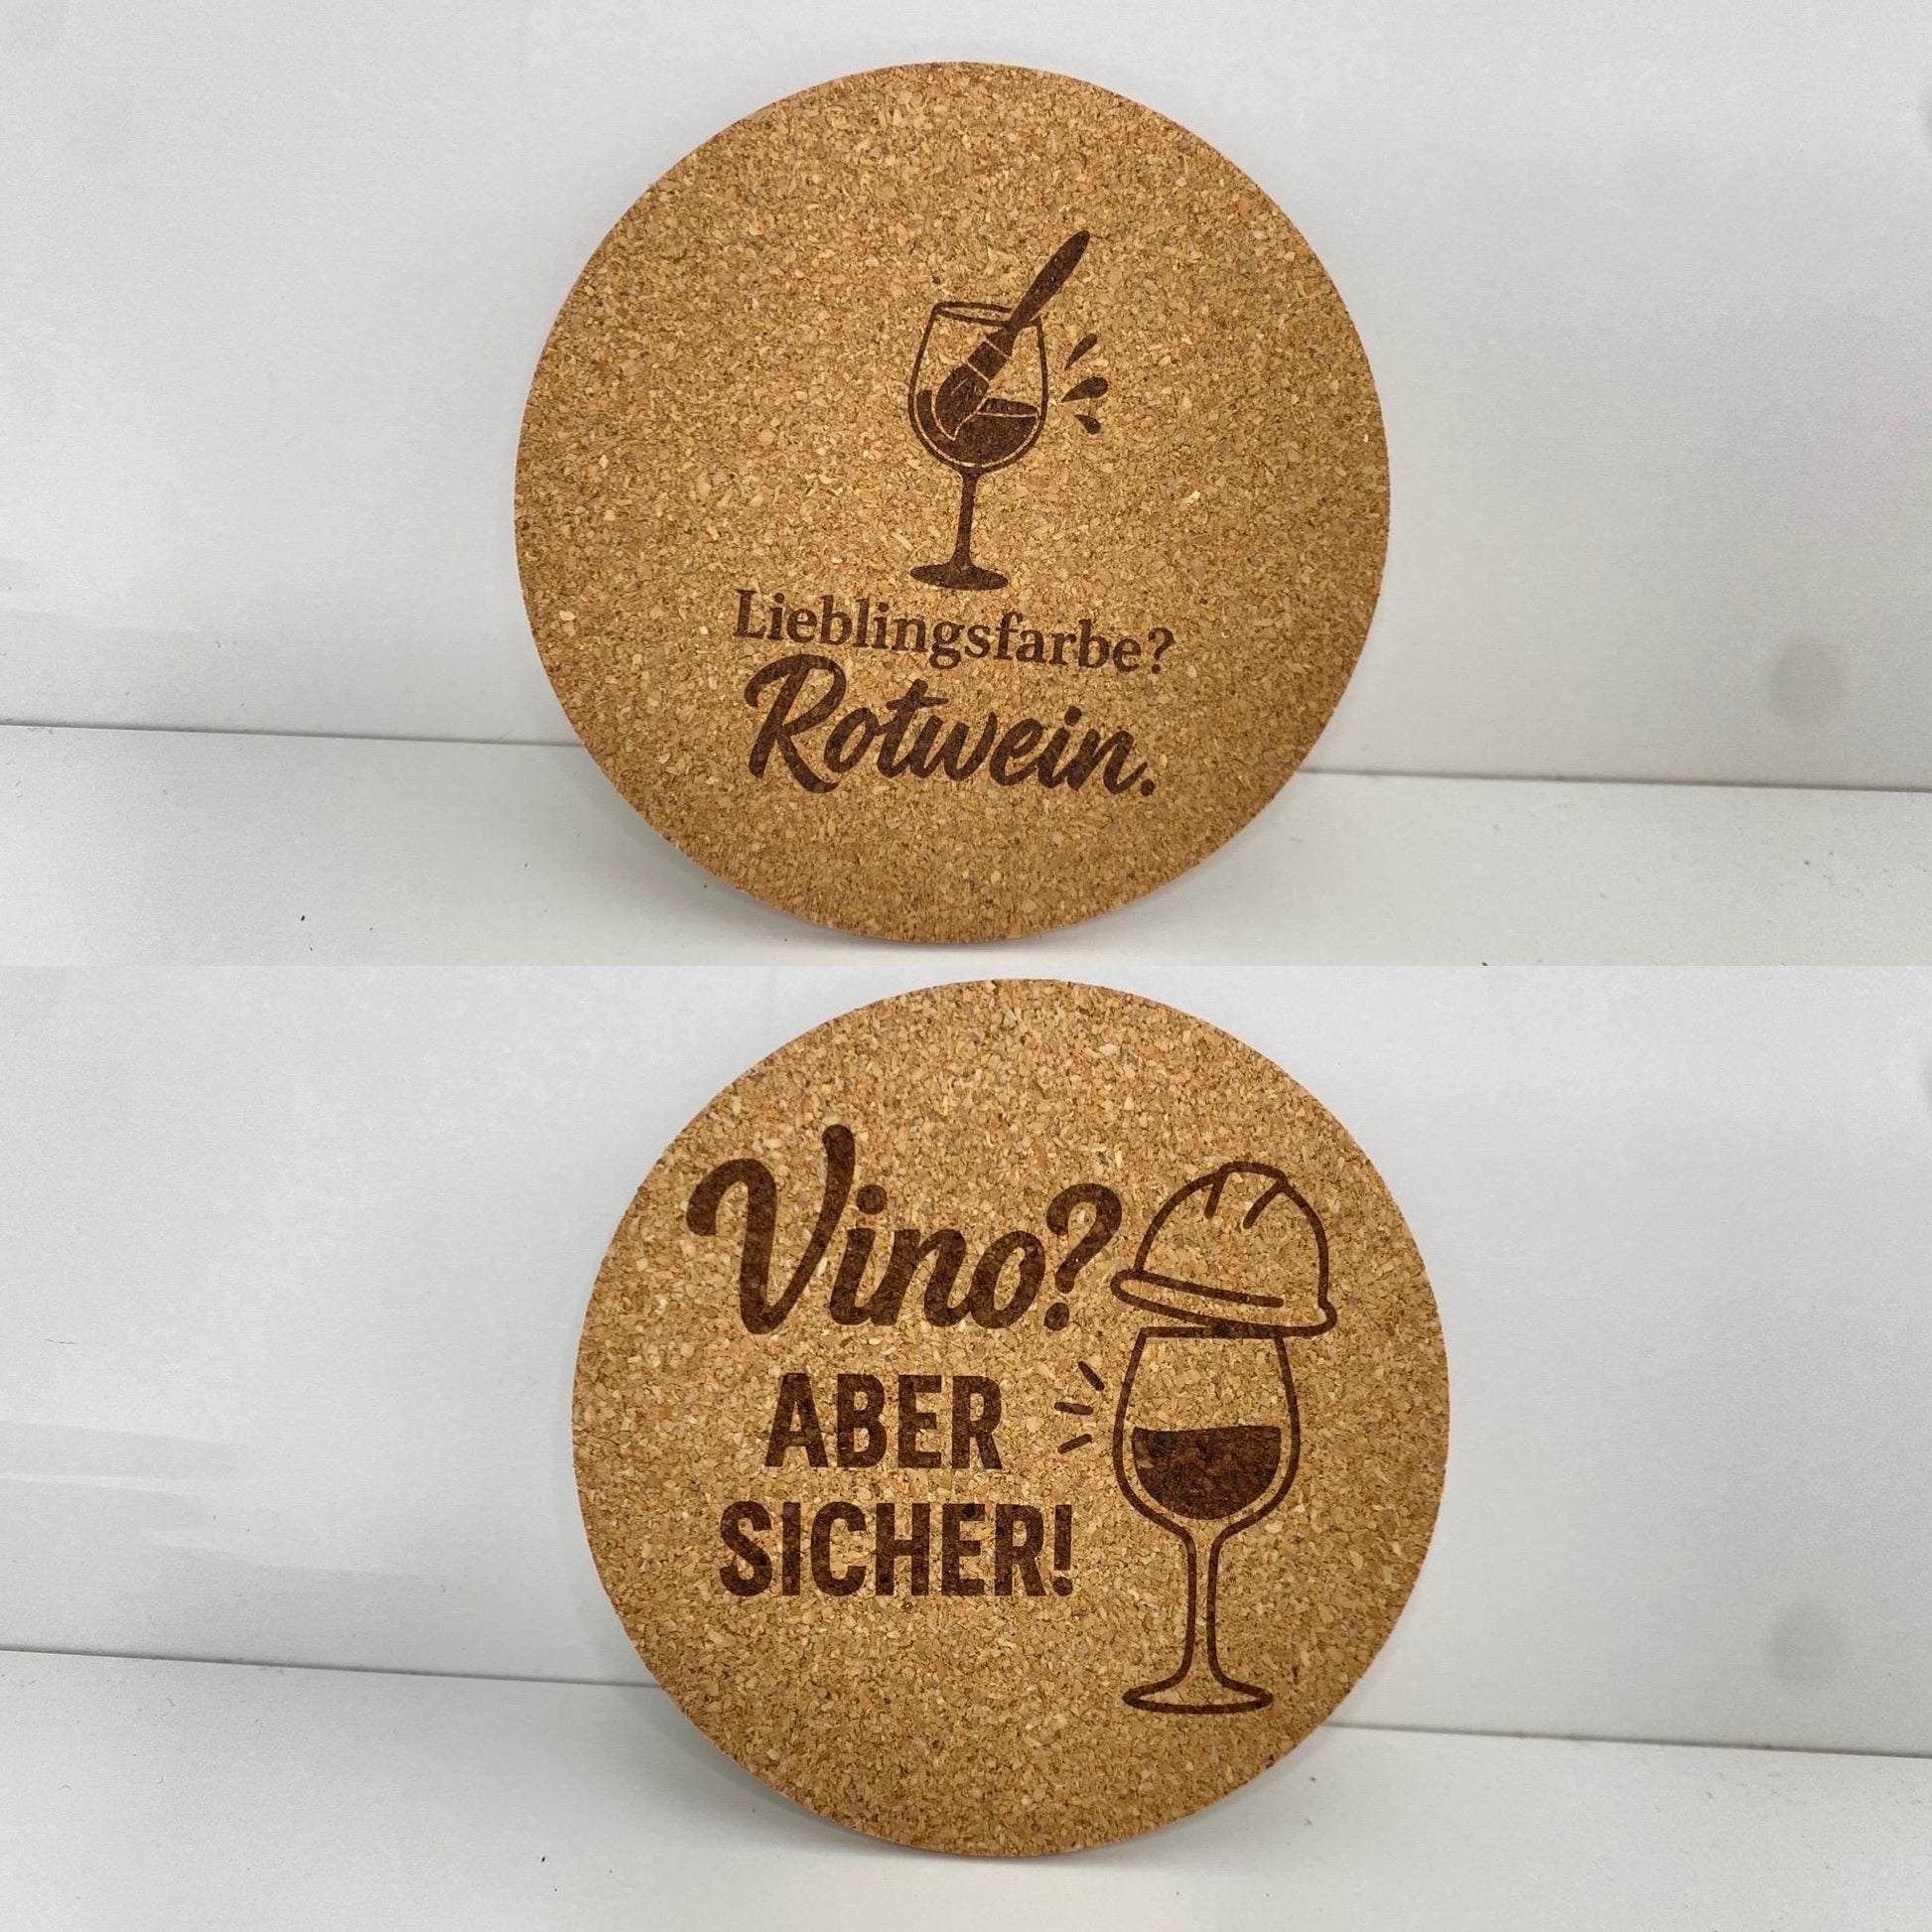 Lieblingsfarbe?
Rotwein.
Vino?
ABER
SICHER!